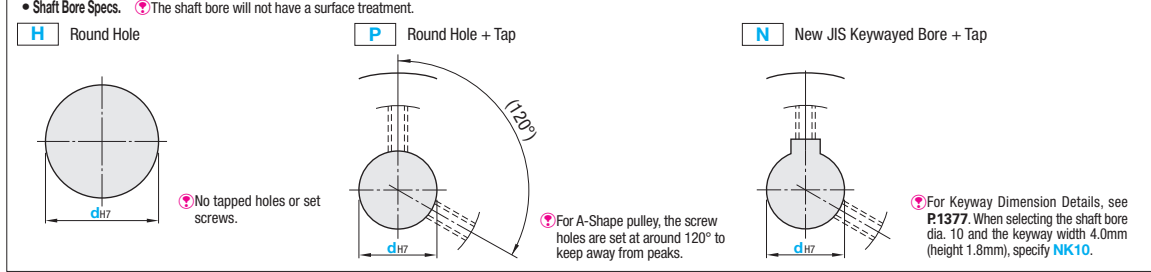 • Shaft Bore Specs. The shaft bore will not have a surface treatment.
H Round Hole
P Round Hole + Tap
N New JIS Keywayed Bore + Tap
(120°)
No tapped holes or set
screws.
dH7
For A-Shape pulley, the screw
holes are set at around 120° to
keep away from peaks.
dH7
For Keyway Dimension Details, see
P.1377. When selecting the shaft bore
dia. 10 and the keyway width 4.0mm
(height 1.8mm), specify NK10.
dH7